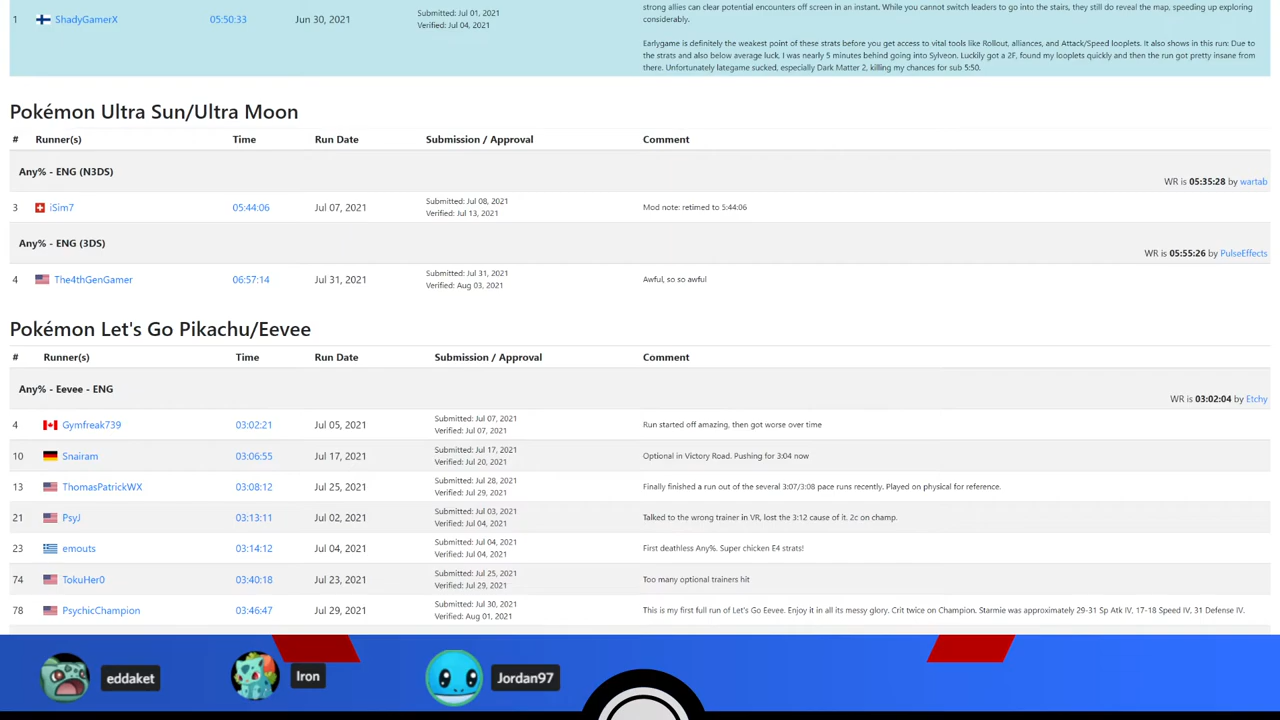 strong allies can clear potential encounters off screen in an instant. While you cannot switch leaders to go into the stairs, they still do reveal the map, speeding up exploring
considerably.
1 ShadyGamerX 05:50:33 Jun 30, 2021 Submitted: Jul 01, 2021
Verified: Jul 04, 2021
Earlygame is definitely the weakest point of these strats before you get access to vital tools like Rollout, alliances, and Attack/Speed looplets. It also shows in this run: Due to
the strats and also below average luck, I was nearly 5 minutes behind going into Sylveon. Luckily got a 2F, found my looplets quickly and then the run got pretty insane from
there. Unfortunately lategame sucked, especially Dark Matter 2, killing my chances for sub 5:50.
Pokémon Ultra Sun/Ultra Moon
# Runner(s) Time Run Date Submission / Approval Comment
Any% - ENG (N3DS)
WR is 05:35:28 by wartab
3 iSim7 05:44:06 Jul 07, 2021 Submitted: Jul 08, 2021 Mod note: retimed to 5:44:06
Verified: Jul 13, 2021
Any% - ENG (3DS)
WR is 05:55:26 by PulseEffects
4 The4thGenGamer 06:57:14 Jul 31, 2021 Submitted: Jul 31, 2021 Awful, so so awful
Verified: Aug 03, 2021
Pokémon Let's Go Pikachu/Eevee
# Runner(s) Time Run Date Submission / Approval Comment
Any% - Eevee - ENG
WR is 03:02:04 by Etchy
4 Gymfreak739 03:02:21 Jul 05, 2021 Submitted: Jul 07, 2021 Run started off amazing, then got worse over time
Verified: Jul 07, 2021
10 Snairam 03:06:55 Jul 17, 2021 Submitted: Jul 17, 2021 Optional in Victory Road. Pushing for 3:04 now
Verified: Jul 20, 2021
13 ThomasPatrickWX 03:08:12 Jul 25, 2021 Submitted: Jul 28, 2021 Finally finished a run out of the several 3:07/3:08 pace runs recently. Played on physical for reference.
Verified: Jul 29, 2021
21 PsyJ 03:13:11 Jul 02, 2021 Submitted: Jul 03, 2021 Talked to the wrong trainer in VR, lost the 3:12 cause of it. 2c on champ.
Verified: Jul 04, 2021
23 emouts 03:14:12 Jul 04, 2021 Submitted: Jul 04, 2021 First deathless Any%. Super chicken E4 strats!
Verified: Jul 04, 2021
74 TokuHer0 03:40:18 Jul 23, 2021 Submitted: Jul 25, 2021 Too many optional trainers hit
Verified: Jul 29, 2021
78 PsychicChampion 03:46:47 Jul 29, 2021 Submitted: Jul 30, 2021 This is my first full run of Let's Go Eevee. Enjoy it in all its messy glory. Crit twice on Champion. Starmie was approximately 29-31 Sp Atk IV, 17-18 Speed IV, 31 Defense IV.
Verified: Aug 01, 2021
eddaket Iron Jordan97